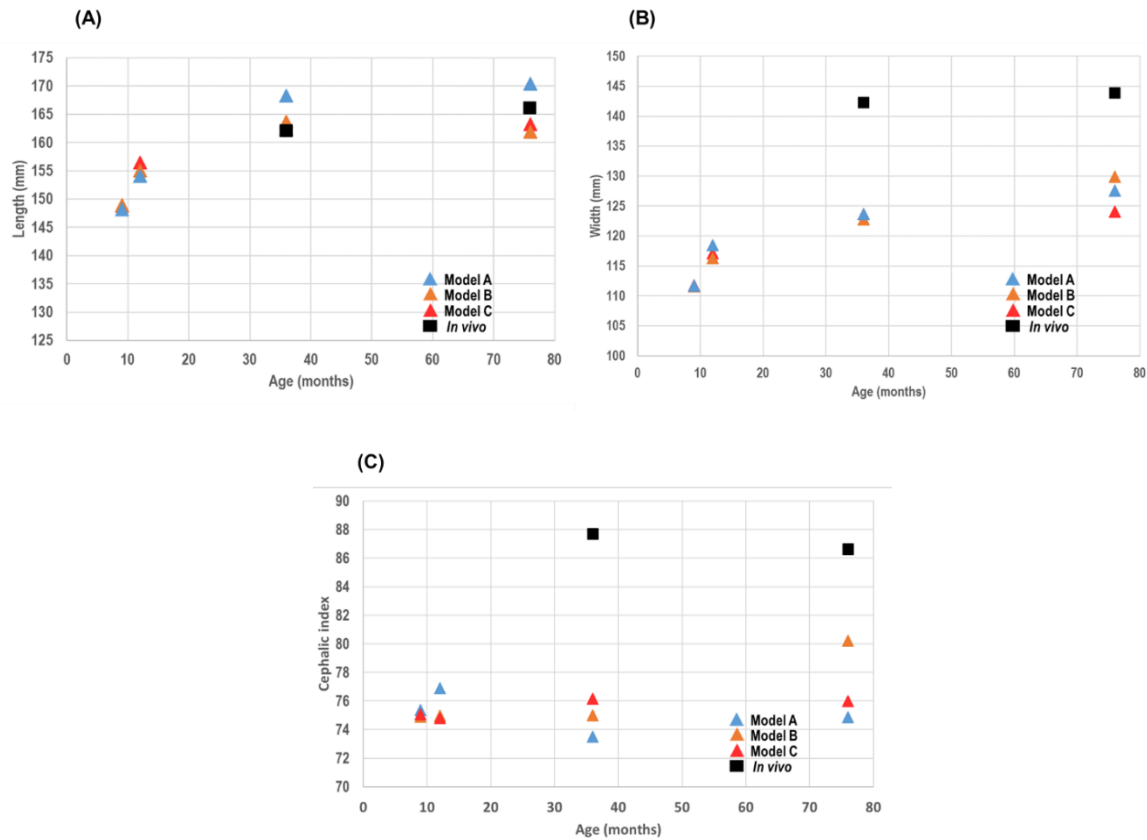 (A)
175
170
165
160
155
150
145
140
135
130
125
Length (mm)
0 10 20 30 40 50 60 70 80
Age (months)
Model A
Model B
Model C
In vivo
(B)
150
145
140
135
130
125
120
115
110
105
100
Width (mm)
0 10 20 30 40 50 60 70 80
Age (months)
Model A
Model B
Model C
In vivo
(C)
90
88
86
84
82
80
78
76
74
72
70
Cephalic index
0 10 20 30 40 50 60 70 80
Age (months)
Model A
Model B
Model C
In vivo